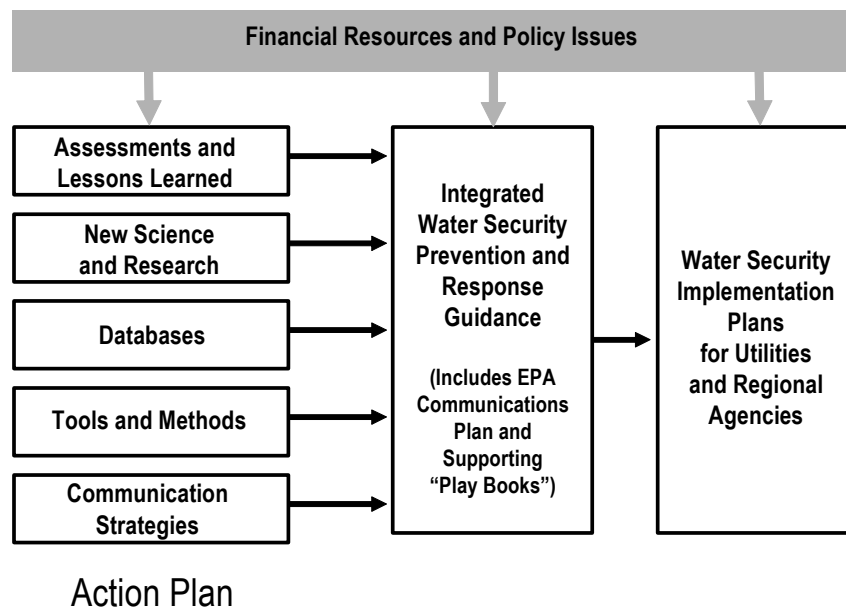 Financial Resources and Policy Issues
Assessments and
Lessons Learned
New Science
and Research
Databases
Tools and Methods
Communication
Strategies
Action Plan
Integrated
Water Security
Prevention and
Response
Guidance
(Includes EPA
Communications
Plan and
Supporting
“Play Books”)
Water Security
Implementation
Plans
for Utilities
and Regional
Agencies